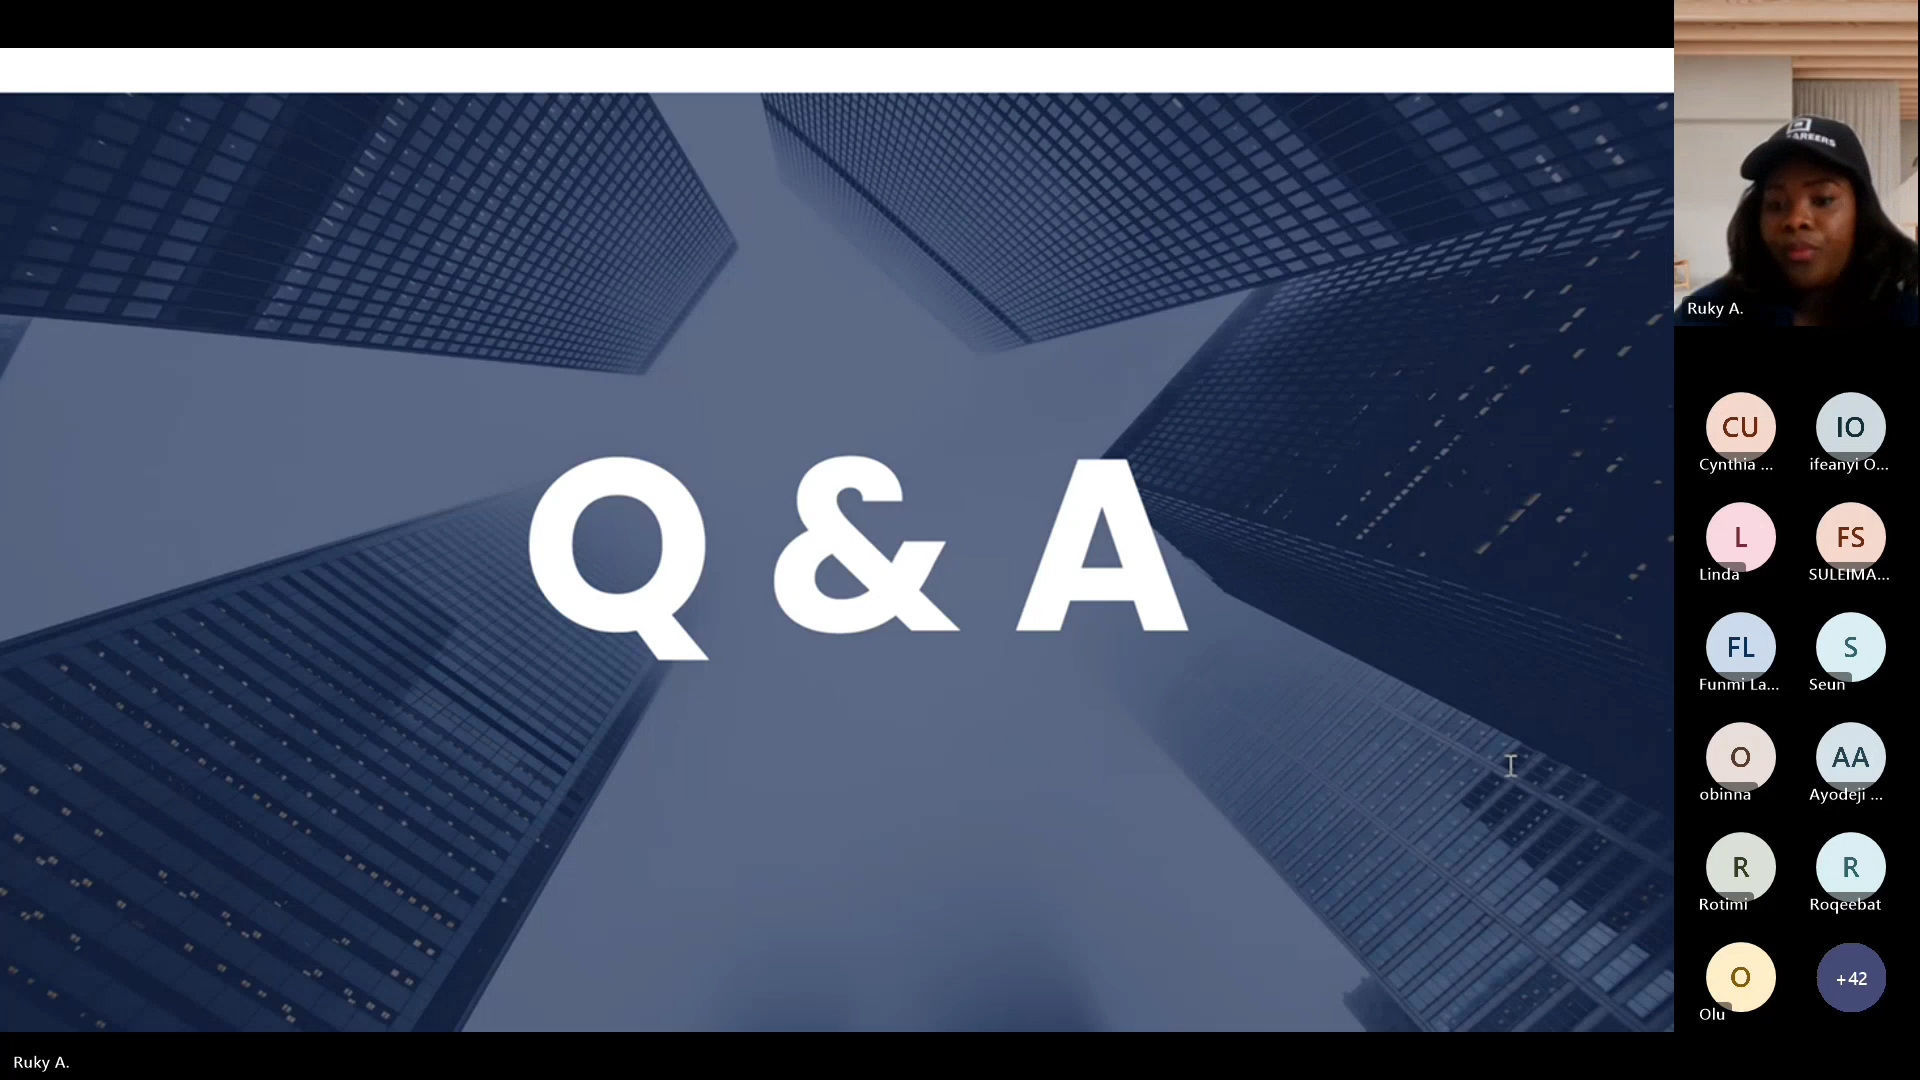 Q & A
CAREERS
Ruky A.
CU
IO
Cynthia ...
ifeanyi O...
L
FS
Linda
SULEIMA...
FL
S
Funmi La...
Seun
O
AA
obinna
Ayodeji ...
R
R
Rotimi
Roqeebat
O
+42
Olu
Ruky A.